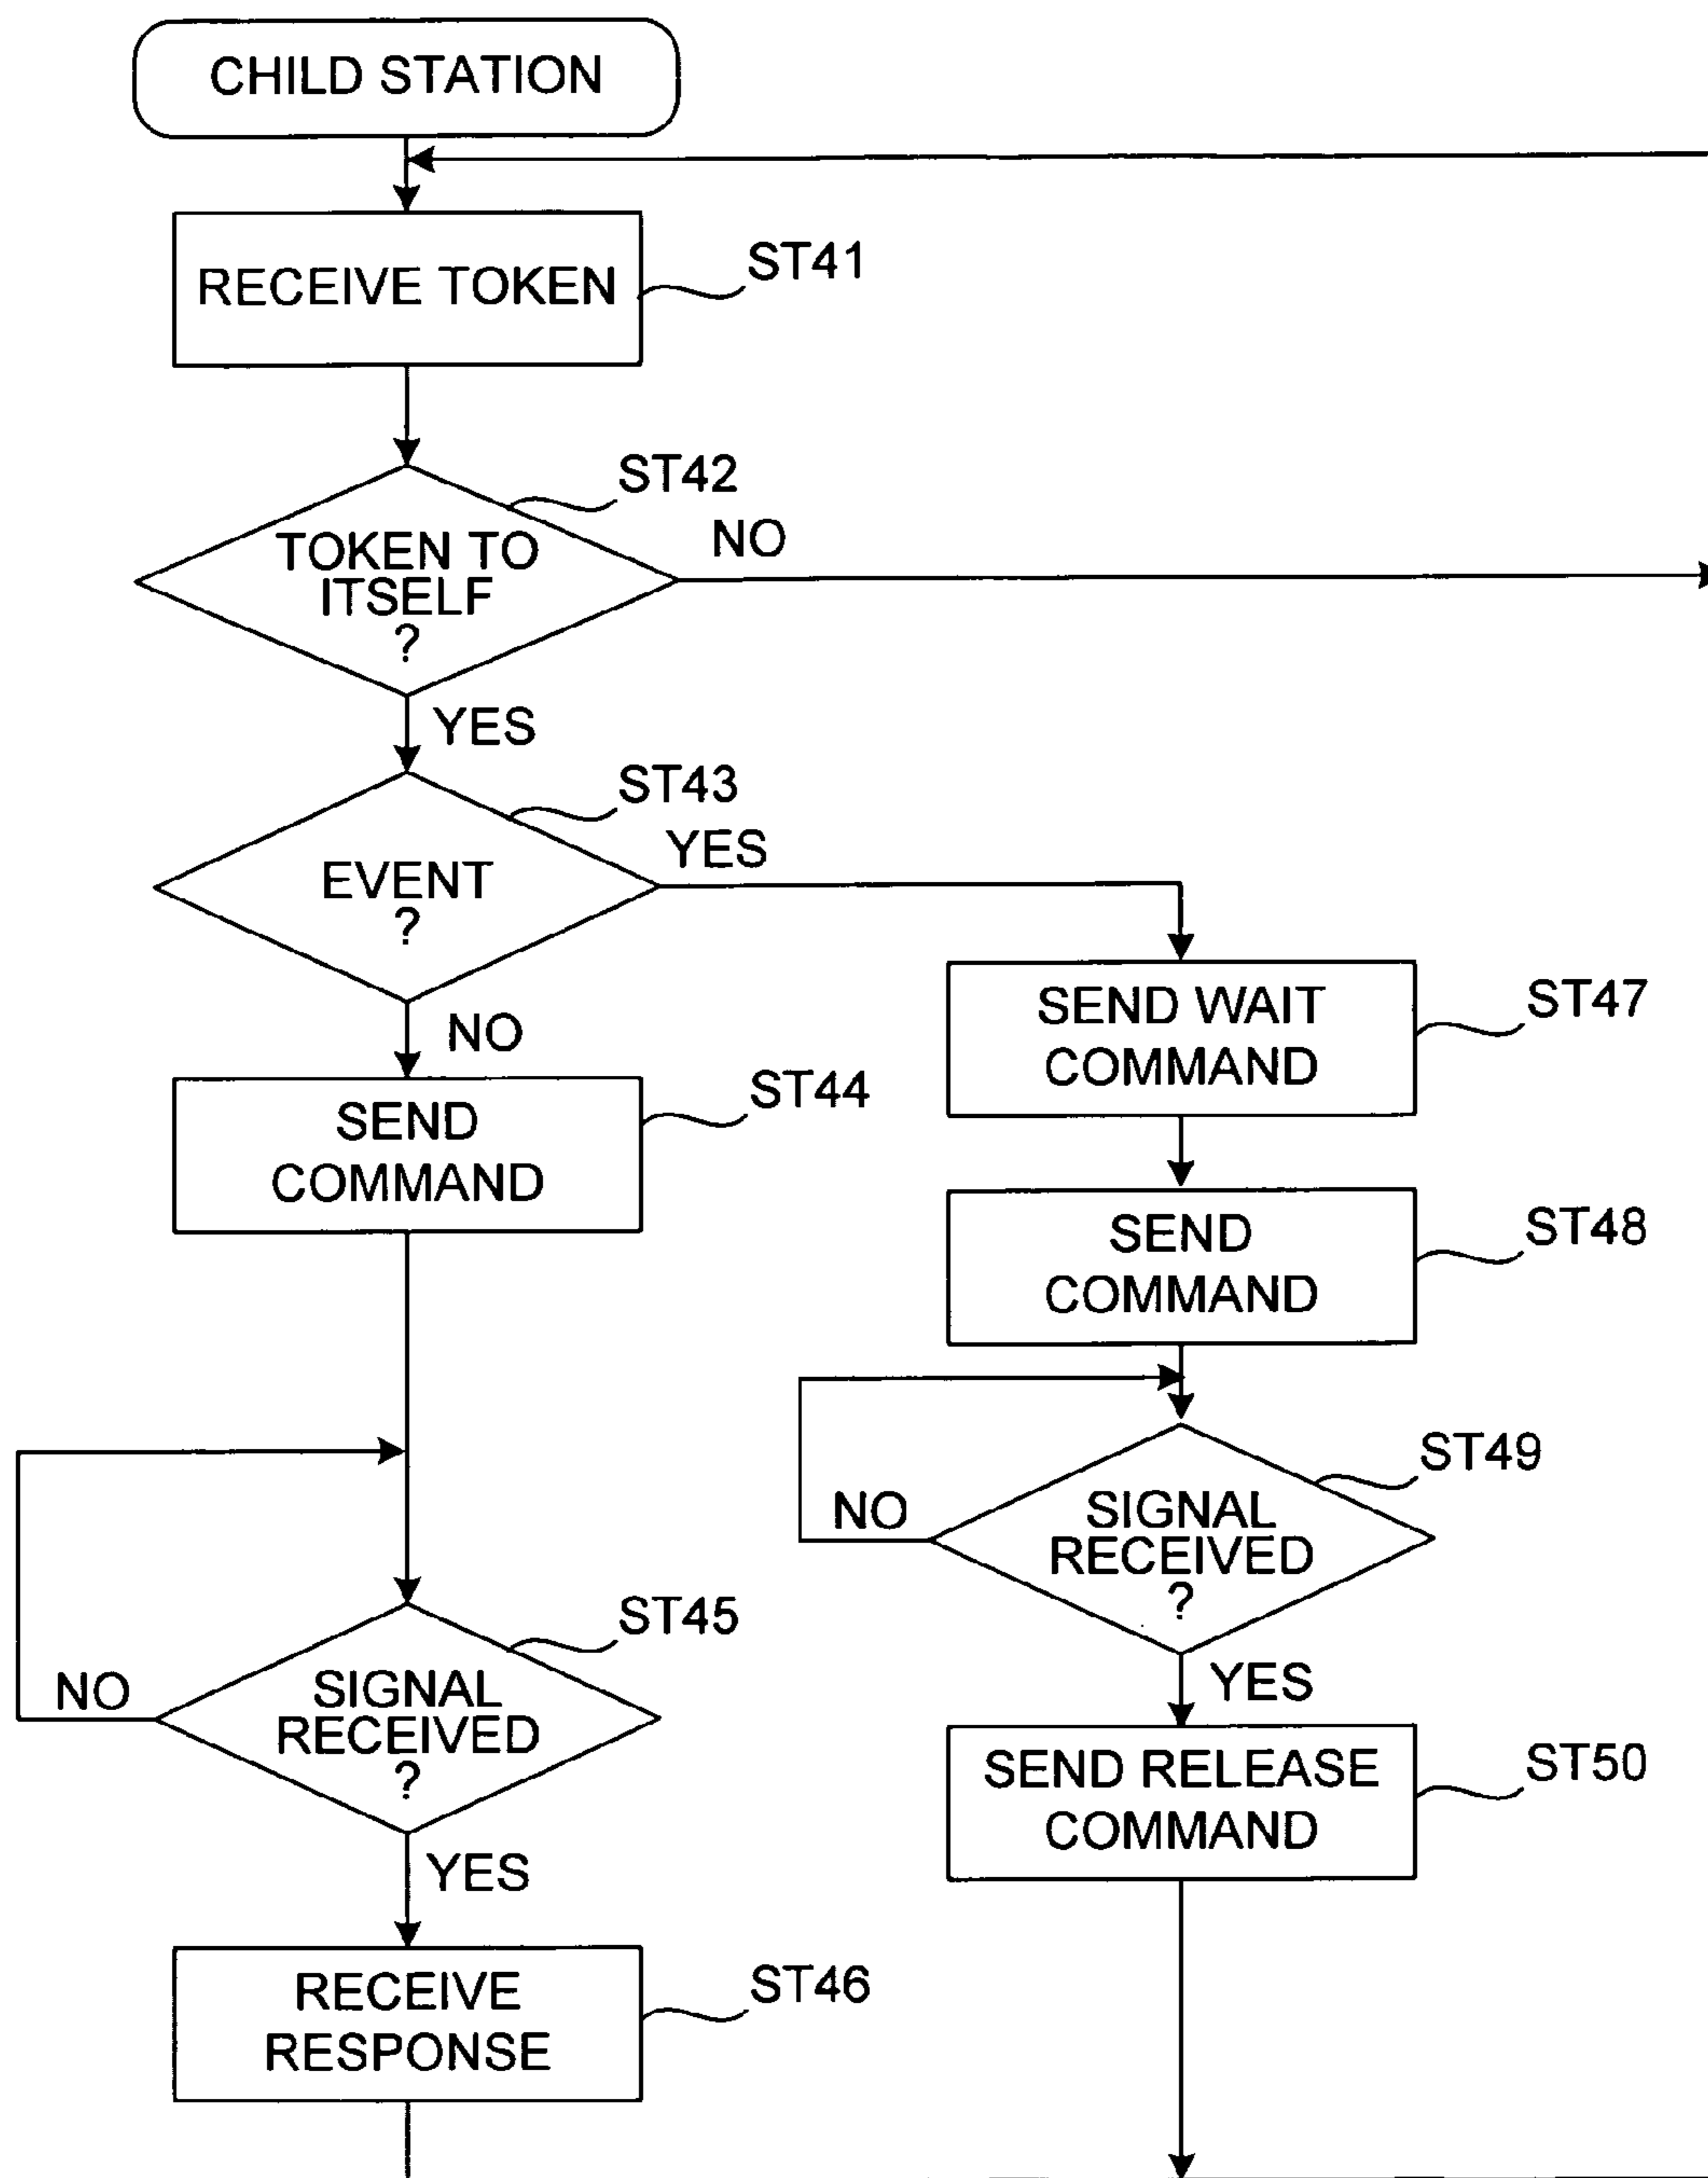 CHILD STATION
RECEIVE TOKEN
ST41
ST42
TOKEN TO
ITSELF
?
NO
YES
ST43
EVENT
?
YES
NO
SEND
COMMAND
ST44
SEND WAIT
COMMAND
ST47
SEND
COMMAND
ST48
SIGNAL
RECEIVED
?
ST49
NO
YES
ST45
SIGNAL
RECEIVED
?
NO
YES
SEND RELEASE
COMMAND
ST50
RECEIVE
RESPONSE
ST46